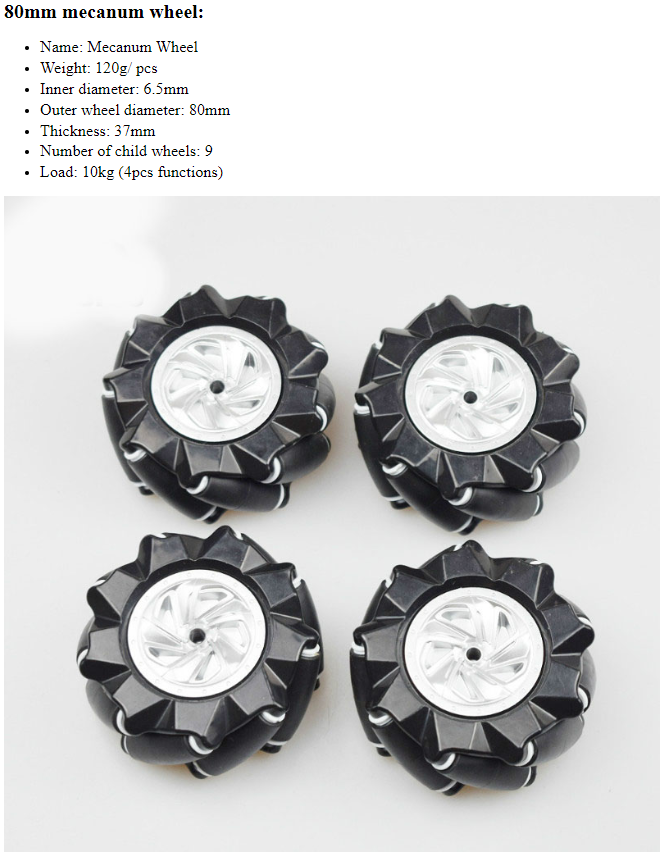 80mm mecanum wheel:
Name: Mecanum Wheel
Weight: 120g/ pcs
Inner diameter: 6.5mm
Outer wheel diameter: 80mm
Thickness: 37mm
Number of child wheels: 9
Load: 10kg (4pcs functions)